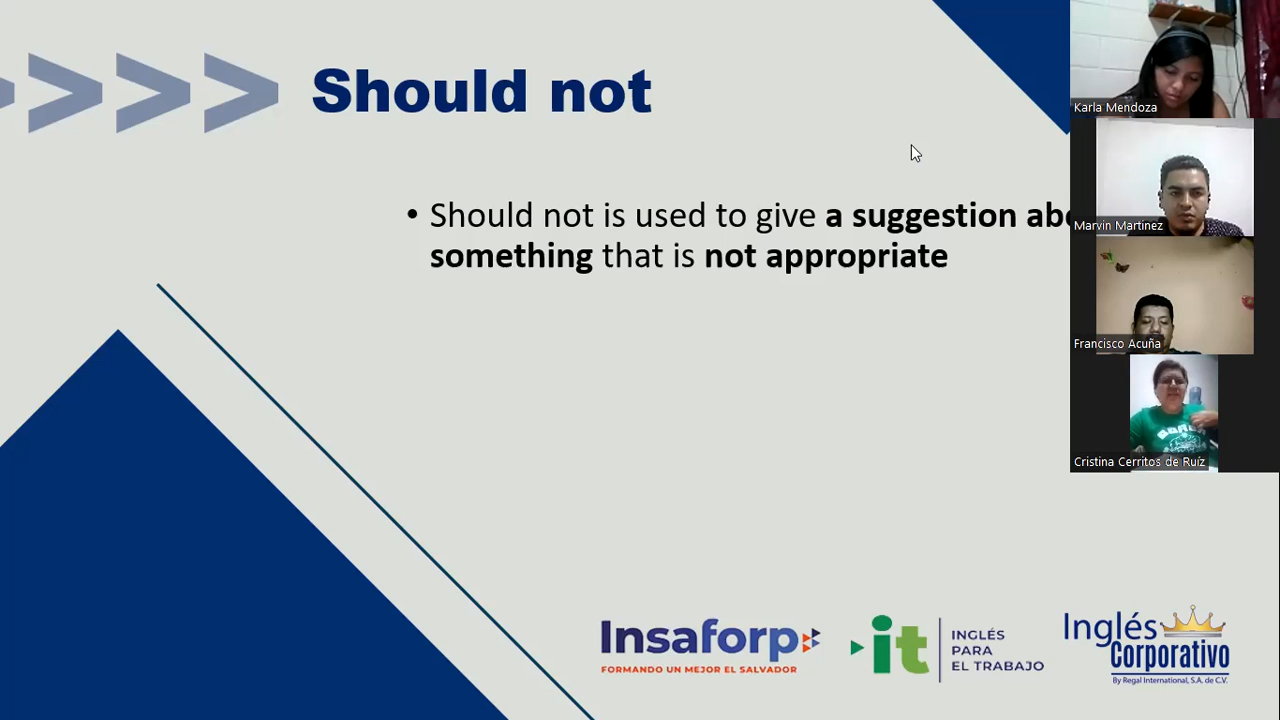 Should not
• Should not is used to give a suggestion
something that is not appropriate
Karla Mendoza
Marvin Martinez
Francisco Acuña
Cristina Cerritos de Ruíz
Insaforp
FORMANDO UN MEJOR EL SALVADOR
it
INGLÉS
PARA
EL TRABAJO
Inglés
Corporativo
By Regal International, S.A. de C.V.